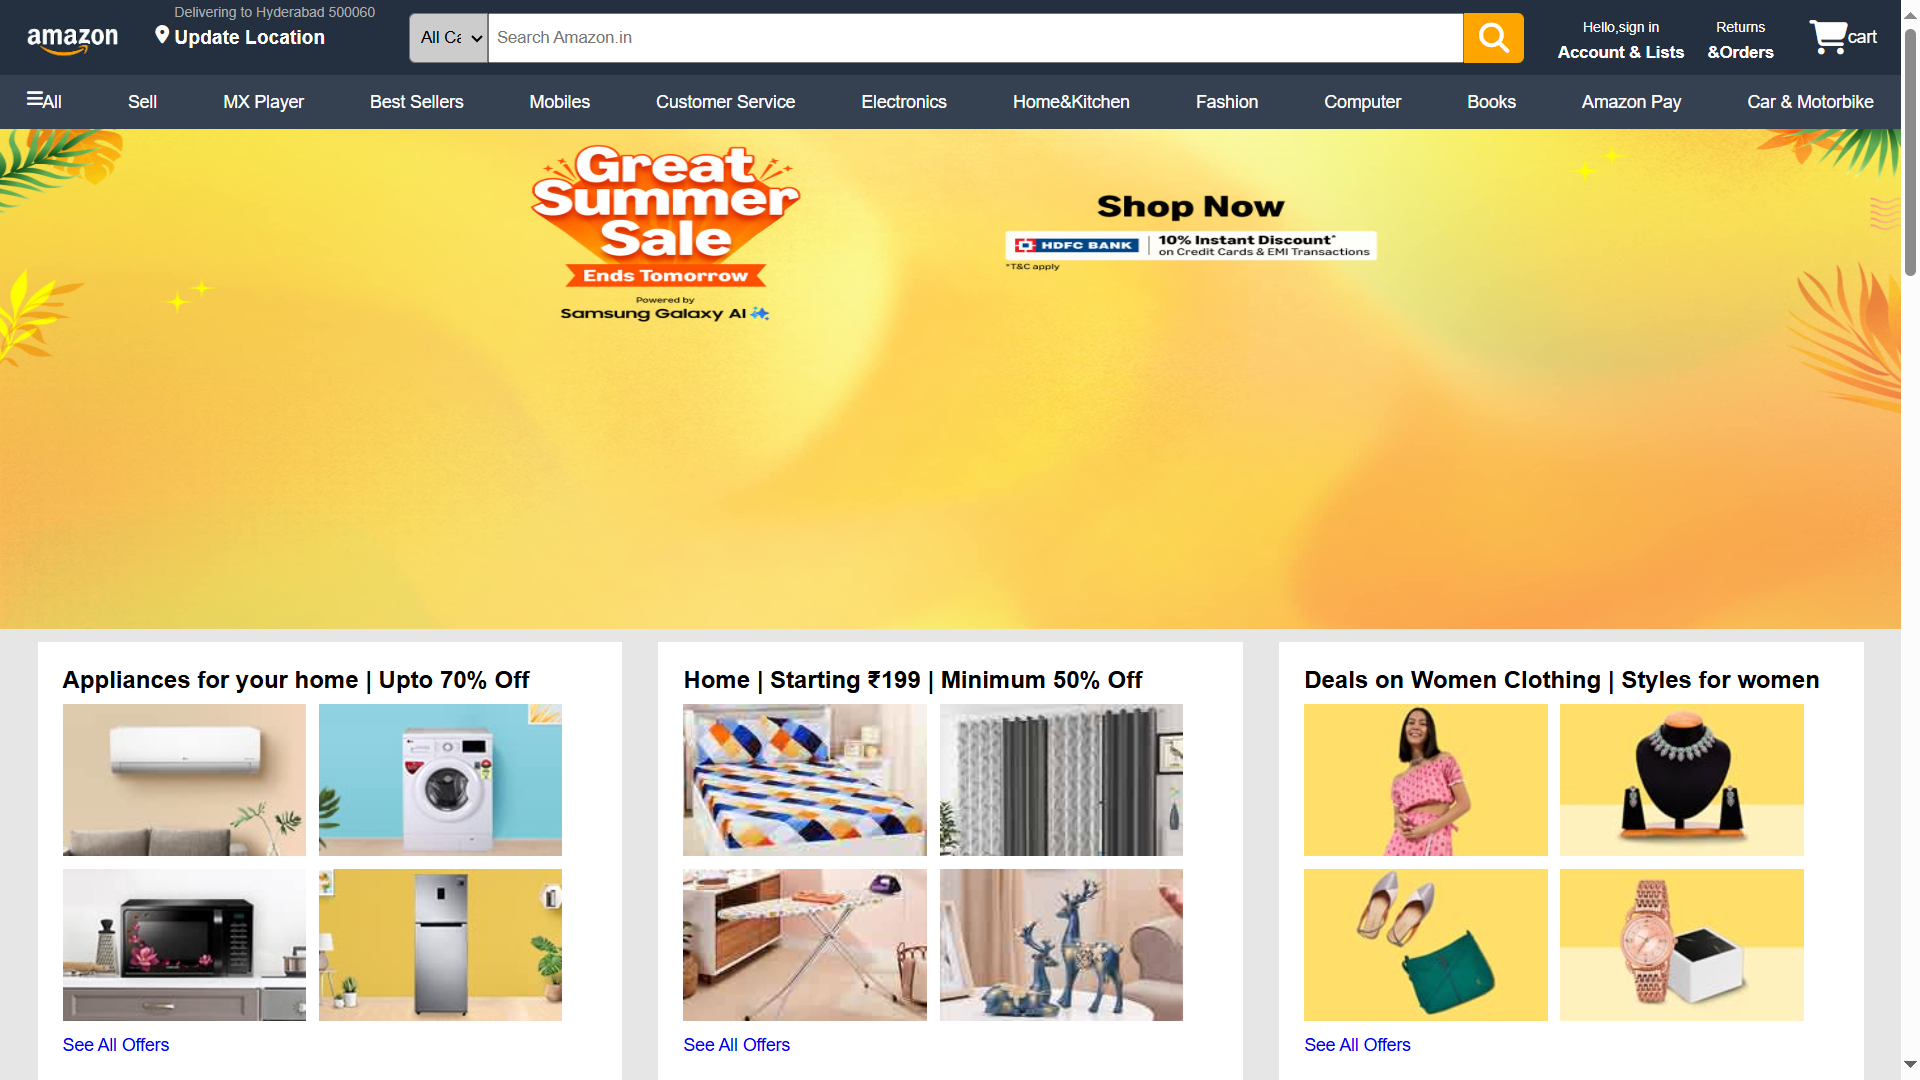 amazon
Delivering to Hyderabad 500060
Update Location
All Ca
Search Amazon.in
Hello,sign in
Account & Lists
Returns
&Orders
cart
All
Sell
MX Player
Best Sellers
Mobiles
Customer Service
Electronics
Home&Kitchen
Fashion
Computer
Books
Amazon Pay
Car & Motorbike
Great
Summer
Sale
Ends Tomorrow
Powered by
Samsung Galaxy AI
Shop Now
HDFC BANK
10% Instant Discount*
on Credit Cards & EMI Transactions
*T&C apply
Appliances for your home | Upto 70% Off
Home | Starting ₹199 | Minimum 50% Off
Deals on Women Clothing | Styles for women
See All Offers
See All Offers
See All Offers